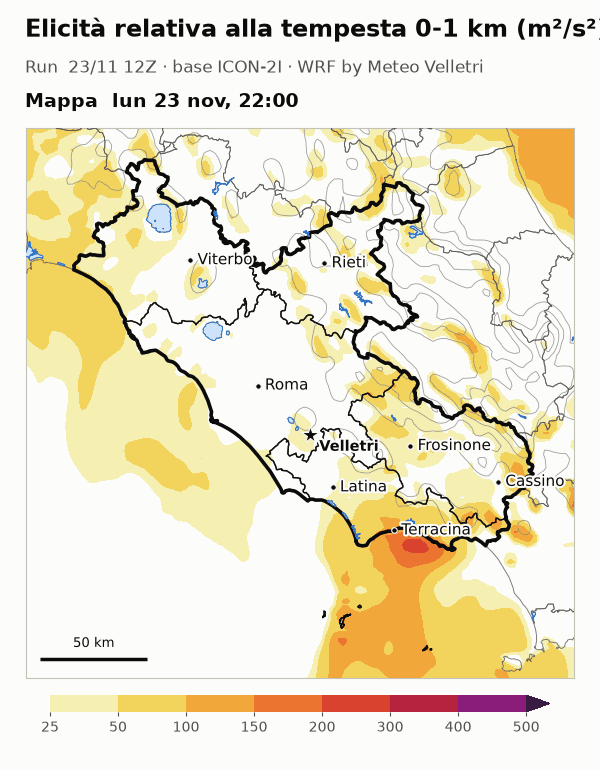 Elicità relativa alla tempesta 0-1 km (m²/s²)
Run 23/11 12Z · base ICON-2I · WRF by Meteo Velletri
Mappa lun 23 nov, 22:00
Viterbo
Rieti
Roma
Velletri
Frosinone
Latina
Cassino
Terracina
50 km
25 50 100 150 200 300 400 500